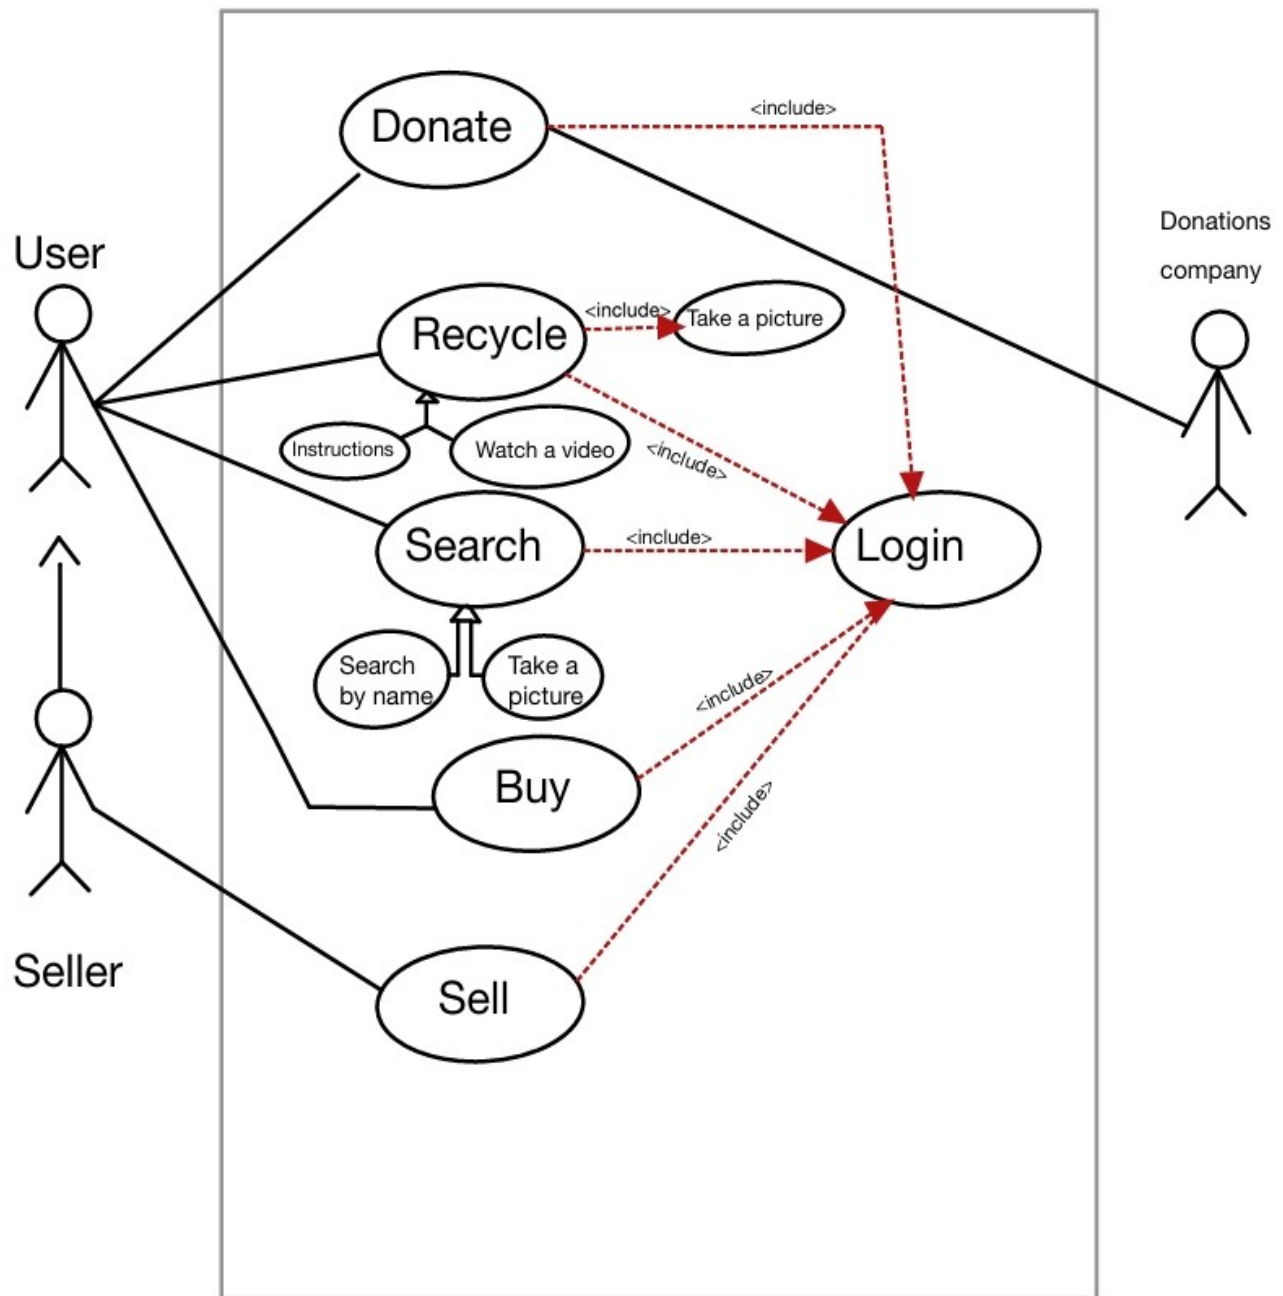 Donate
<include>
Donations
company
User
<include>
Recycle
Take a picture
Instructions
Watch a video
<include>
Search
<include>
Login
Search
by name
Take a
picture
<include>
Buy
<include>
Seller
Sell